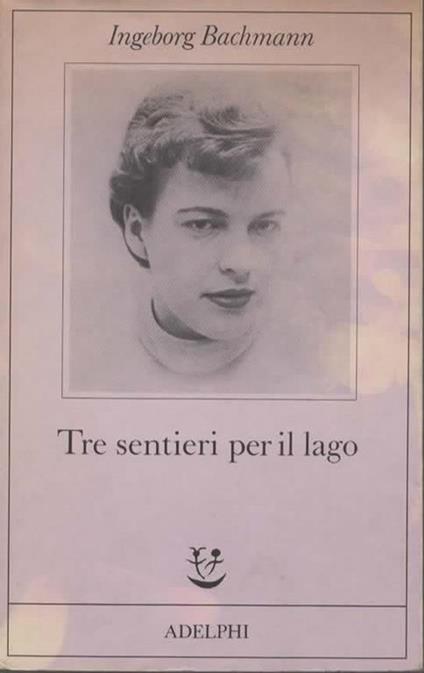 Ingeborg Bachmann
Tre sentieri per il lago
ADELPHI